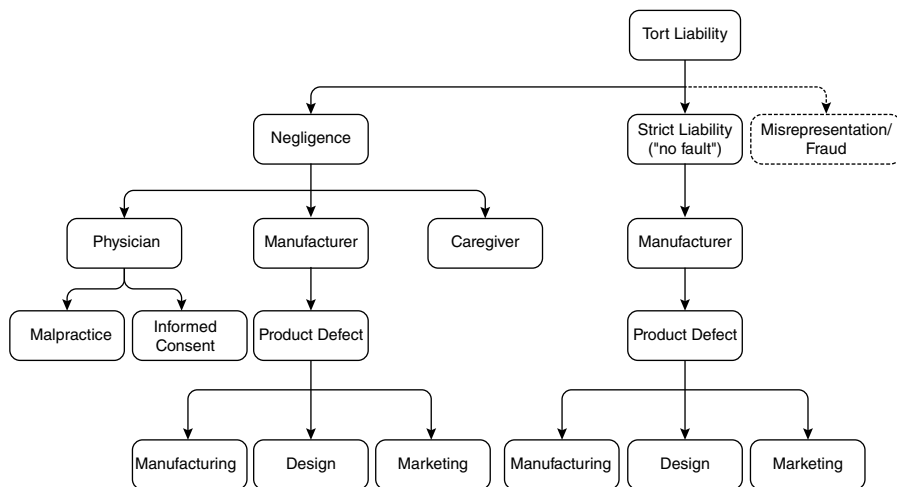 Tort Liability
Negligence
Strict Liability
("no fault")
Misrepresentation/
Fraud
Physician
Manufacturer
Caregiver
Manufacturer
Malpractice
Informed
Consent
Product Defect
Product Defect
Manufacturing
Design
Marketing
Manufacturing
Design
Marketing